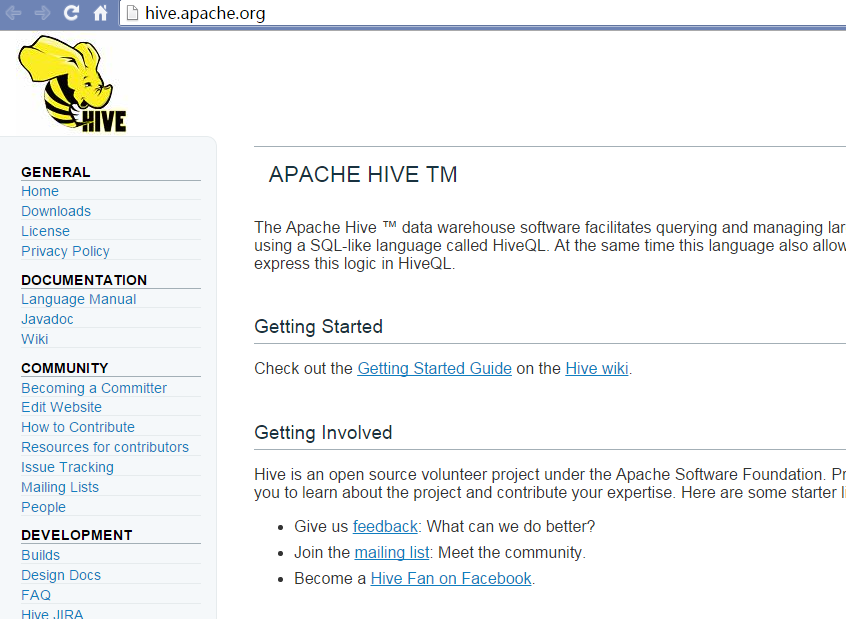 hive.apache.org
HIVE
GENERAL
Home
Downloads
License
Privacy Policy
DOCUMENTATION
Language Manual
Javadoc
Wiki
COMMUNITY
Becoming a Committer
Edit Website
How to Contribute
Resources for contributors
Issue Tracking
Mailing Lists
People
DEVELOPMENT
Builds
Design Docs
FAQ
Hive JIRA
APACHE HIVE TM
The Apache Hive ™ data warehouse software facilitates querying and managing lar
using a SQL-like language called HiveQL. At the same time this language also allow
express this logic in HiveQL.
Getting Started
Check out the Getting Started Guide on the Hive wiki.
Getting Involved
Hive is an open source volunteer project under the Apache Software Foundation. Pr
you to learn about the project and contribute your expertise. Here are some starter li
• Give us feedback: What can we do better?
• Join the mailing list: Meet the community.
• Become a Hive Fan on Facebook.